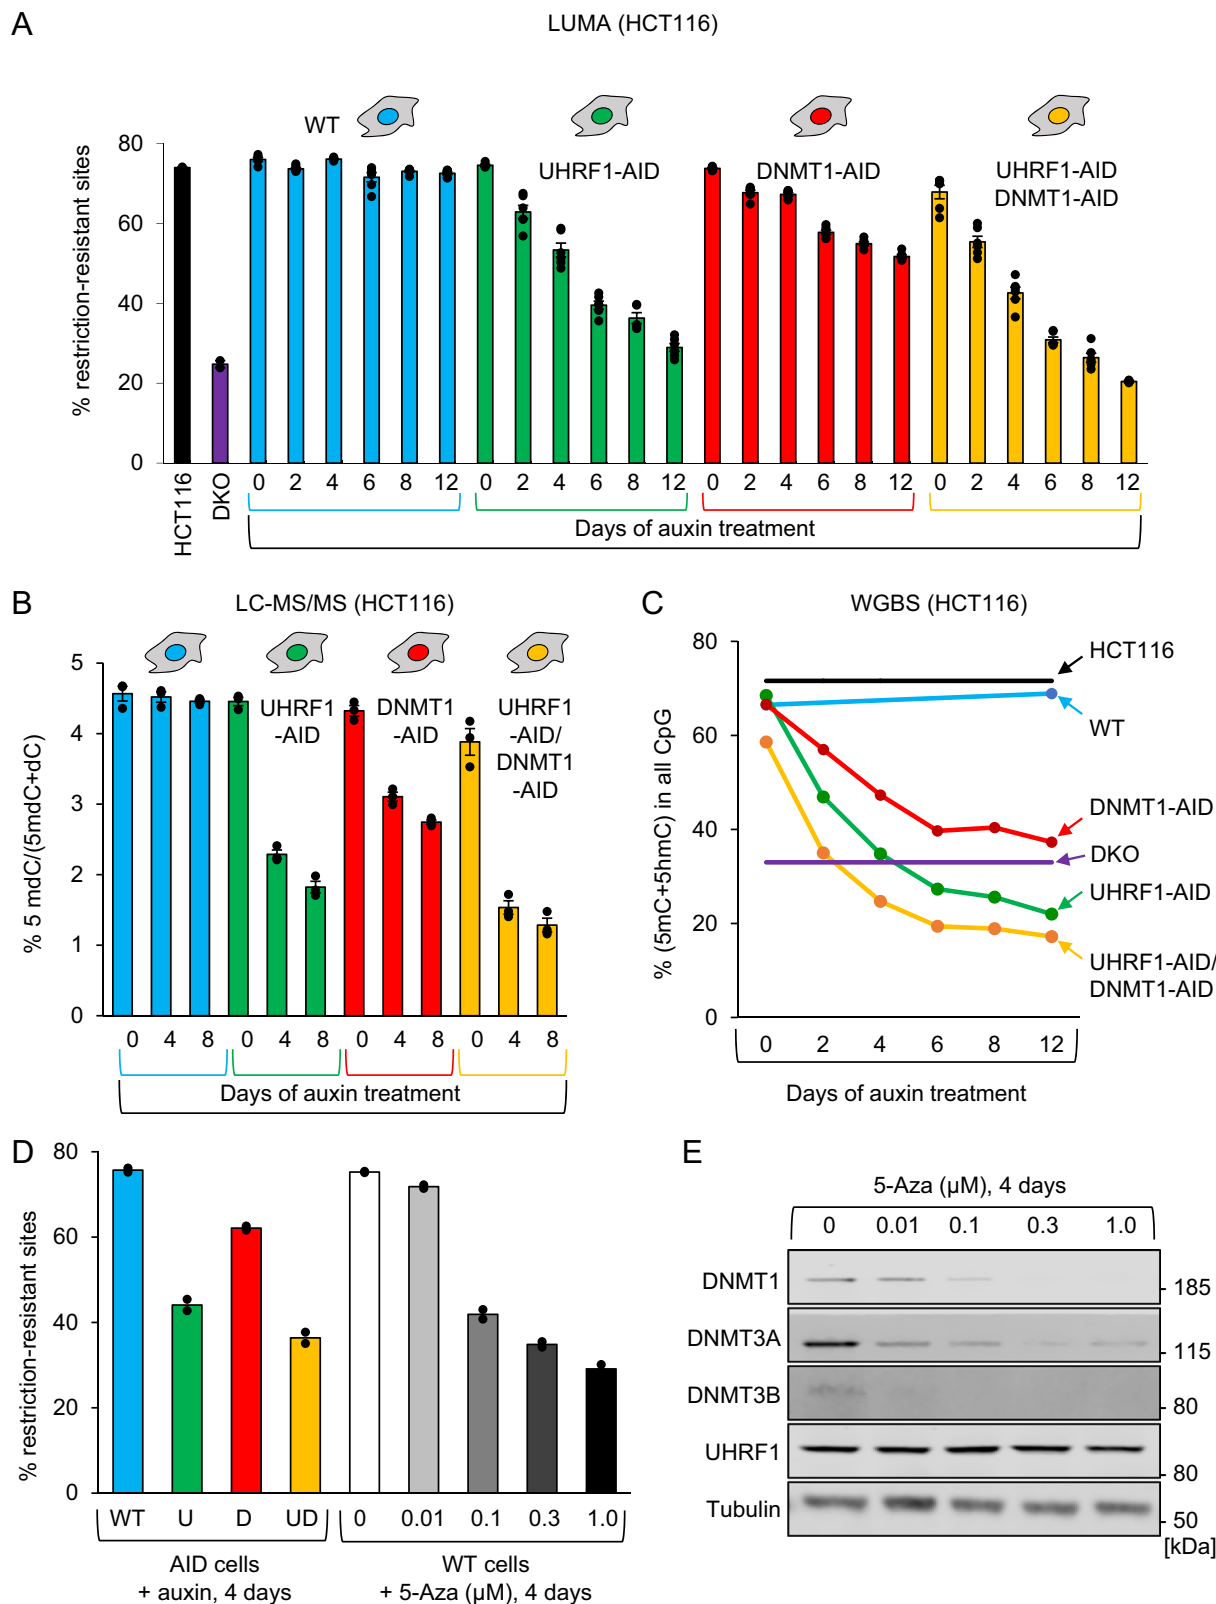 A
LUMA (HCT116)
% restriction-resistant sites
80
60
40
20
0
WT
UHRF1-AID
DNMT1-AID
UHRF1-AID
DNMT1-AID
HCT116
DKO
0 2 4 6 8 12 0 2 4 6 8 12 0 2 4 6 8 12 0 2 4 6 8 12
Days of auxin treatment
B
LC-MS/MS (HCT116)
% 5 mdC/(5mdC+dC)
5
4
3
2
1
0
UHRF1
-AID
DNMT1
-AID
UHRF1
-AID/
DNMT1
-AID
0 4 8 0 4 8 0 4 8 0 4 8
Days of auxin treatment
C
WGBS (HCT116)
% (5mC+5hmC) in all CpG
80
60
40
20
0
HCT116
WT
DNMT1-AID
DKO
UHRF1-AID
UHRF1-AID/
DNMT1-AID
0 2 4 6 8 12
Days of auxin treatment
D
% restriction-resistant sites
80
60
40
20
0
WT U D UD 0 0.01 0.1 0.3 1.0
AID cells
+ auxin, 4 days
WT cells
+ 5-Aza (µM), 4 days
E
5-Aza (µM), 4 days
0 0.01 0.1 0.3 1.0
DNMT1
- 185
DNMT3A
- 115
DNMT3B
- 80
UHRF1
- 80
Tubulin
- 50
[kDa]